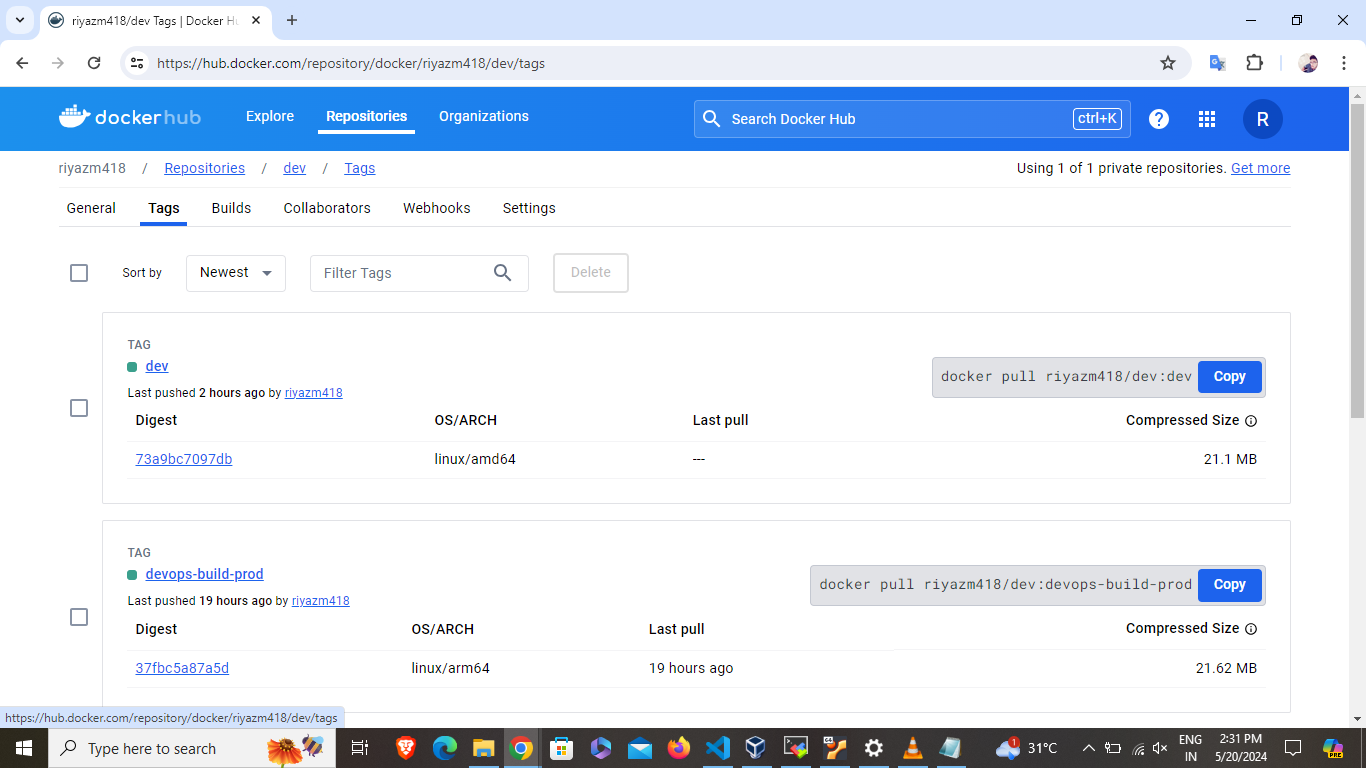 riyazm418/dev Tags | Docker Hu
https://hub.docker.com/repository/docker/riyazm418/dev/tags
dockerhub Explore Repositories Organizations Search Docker Hub ctrl+K ? R
riyazm418 / Repositories / dev / Tags Using 1 of 1 private repositories. Get more
General Tags Builds Collaborators Webhooks Settings
Sort by Newest Filter Tags Delete
TAG
dev
docker pull riyazm418/dev:dev Copy
Last pushed 2 hours ago by riyazm418
Digest OS/ARCH Last pull Compressed Size
73a9bc7097db linux/amd64 --- 21.1 MB
TAG
devops-build-prod
docker pull riyazm418/dev:devops-build-prod Copy
Last pushed 19 hours ago by riyazm418
Digest OS/ARCH Last pull Compressed Size
37fbc5a87a5d linux/arm64 19 hours ago 21.62 MB
https://hub.docker.com/repository/docker/riyazm418/dev/tags
Type here to search 1 31°C ENG 2:31 PM
IN 5/20/2024 PRE